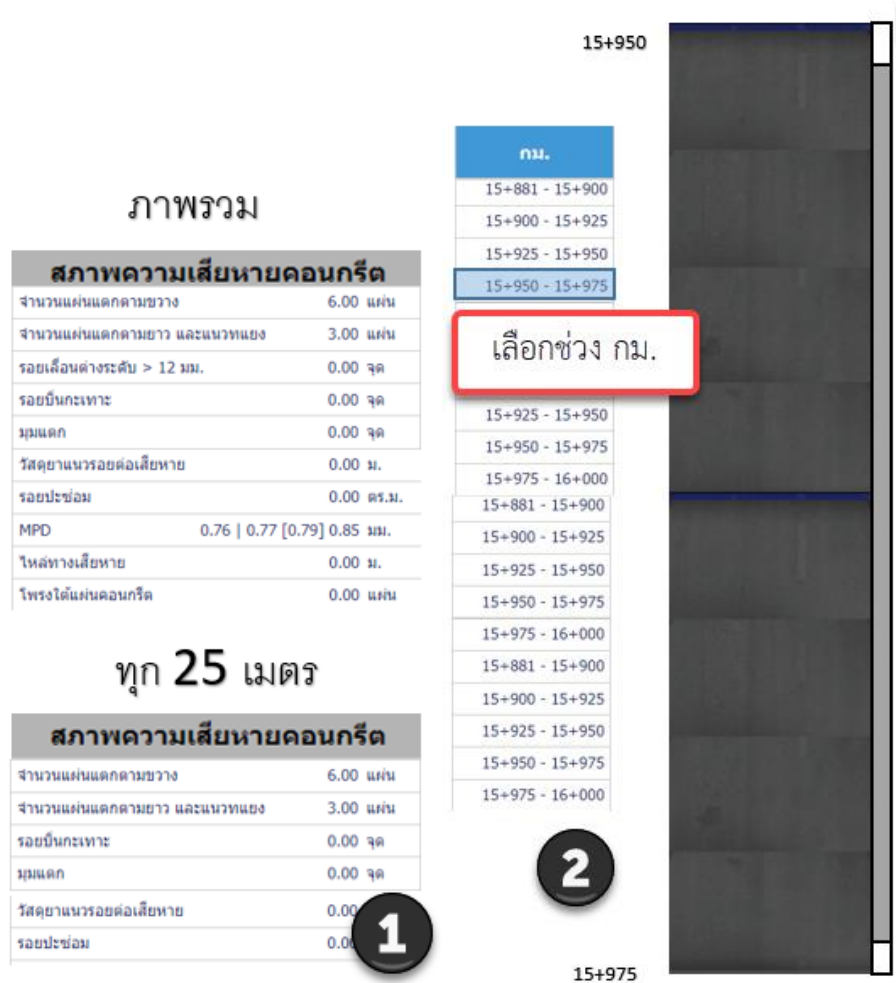 15+950
กม.
15+881 - 15+900
15+900 - 15+925
15+925 - 15+950
15+950 - 15+975
เลือกช่วง กม.
15+925 - 15+950
15+950 - 15+975
15+975 - 16+000
15+881 - 15+900
15+900 - 15+925
15+925 - 15+950
15+950 - 15+975
15+975 - 16+000
15+881 - 15+900
15+900 - 15+925
15+925 - 15+950
15+950 - 15+975
15+975 - 16+000
2
15+975
ภาพรวม
สภาพความเสียหายคอนกรีต
จำนวนแผ่นแตกตามขวาง 6.00 แผ่น
จำนวนแผ่นแตกตามยาว และแนวทแยง 3.00 แผ่น
รอยเลื่อนต่างระดับ > 12 มม. 0.00 จุด
รอยบิ่นกะเทาะ 0.00 จุด
มุมแตก 0.00 จุด
วัสดุยาแนวรอยต่อเสียหาย 0.00 ม.
รอยปะซ่อม 0.00 ตร.ม.
MPD 0.76 | 0.77 [0.79] 0.85 มม.
ไหล่ทางเสียหาย 0.00 ม.
โพรงใต้แผ่นคอนกรีต 0.00 แผ่น
ทุก 25 เมตร
สภาพความเสียหายคอนกรีต
จำนวนแผ่นแตกตามขวาง 6.00 แผ่น
จำนวนแผ่นแตกตามยาว และแนวทแยง 3.00 แผ่น
รอยบิ่นกะเทาะ 0.00 จุด
มุมแตก 0.00 จุด
วัสดุยาแนวรอยต่อเสียหาย 0.00
รอยปะซ่อม
1